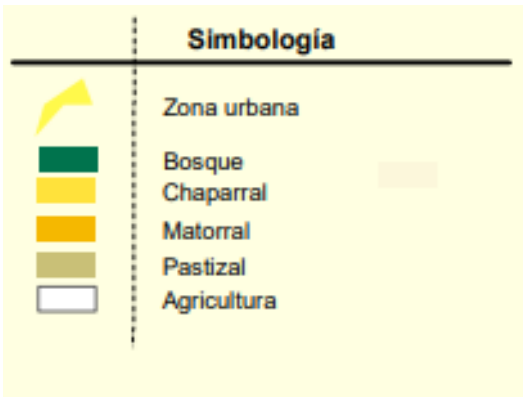 Simbología
Zona urbana
Bosque
Chaparral
Matorral
Pastizal
Agricultura